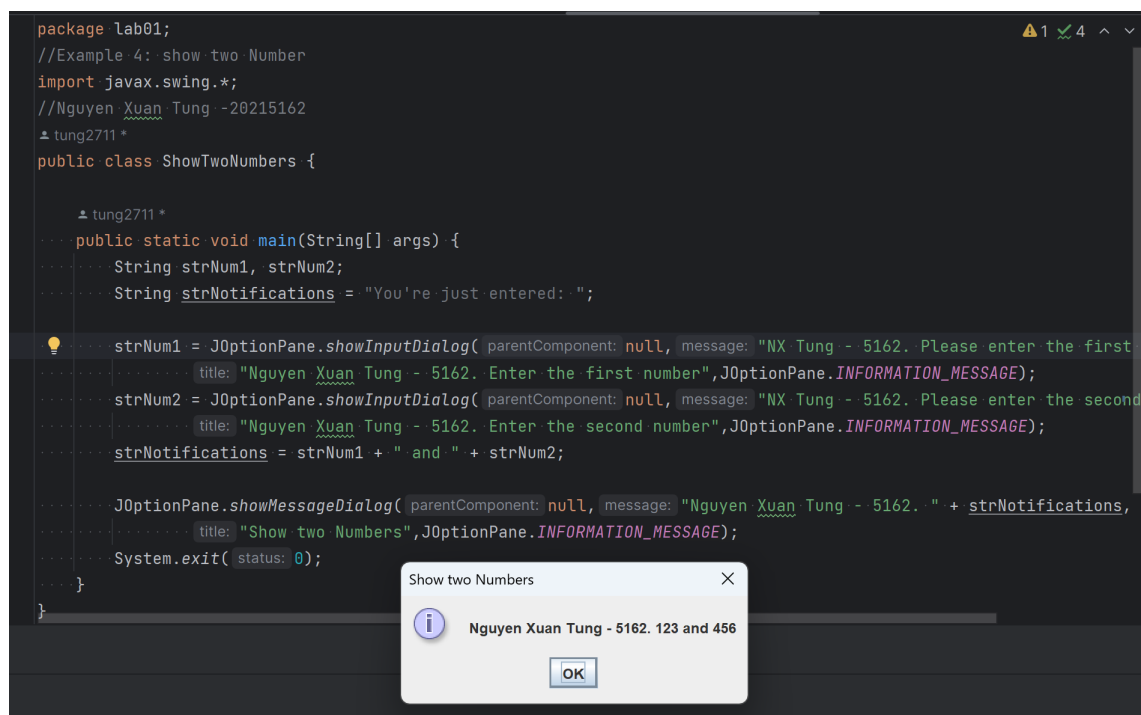 package lab01;
1 4
//Example 4: show two Number
import javax.swing.*;
//Nguyen Xuan Tung -20215162
tung2711 *
public class ShowTwoNumbers {
tung2711 *
public static void main(String[] args) {
String strNum1, strNum2;
String strNotifications = "You're just entered: ";
strNum1 = JOptionPane.showInputDialog( parentComponent: null, message: "NX Tung - 5162. Please enter the first
title: "Nguyen Xuan Tung - 5162. Enter the first number",JOptionPane.INFORMATION_MESSAGE);
strNum2 = JOptionPane.showInputDialog( parentComponent: null, message: "NX Tung - 5162. Please enter the second
title: "Nguyen Xuan Tung - 5162. Enter the second number",JOptionPane.INFORMATION_MESSAGE);
strNotifications = strNum1 + " and " + strNum2;
JOptionPane.showMessageDialog( parentComponent: null, message: "Nguyen Xuan Tung - 5162. " + strNotifications,
title: "Show two Numbers",JOptionPane.INFORMATION_MESSAGE);
System.exit( status: 0);
}
}
Show two Numbers
Nguyen Xuan Tung - 5162. 123 and 456
OK